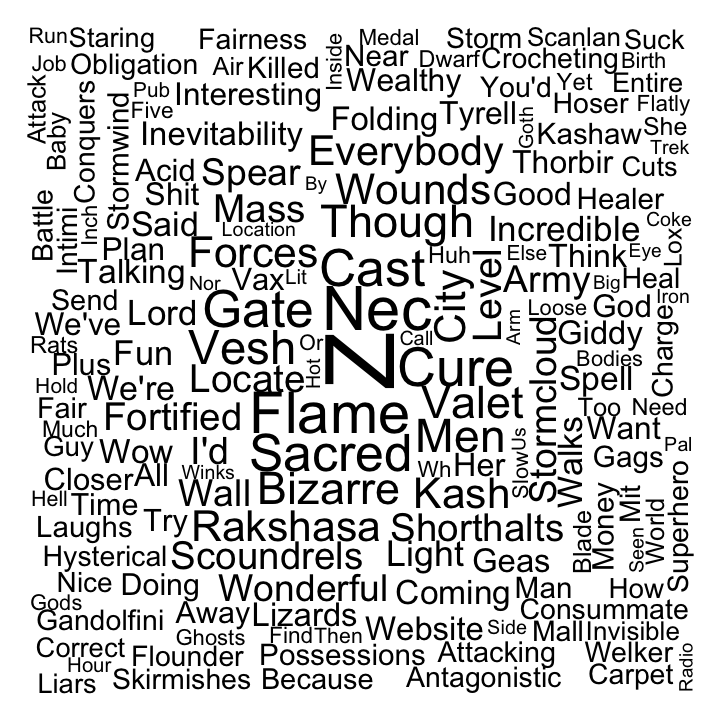 Run Staring Fairness Medal Storm Scanlan Suck
Job Obligation Air Killed Inside Near Dwarf Crocheting Birth
Attack Pub Interesting Wealthy You'd Yet Entire
Five Folding Tyrell Hoser Flatly
Baby Conquers Stormwind Inevitability Goth Kashaw She
Everybody Thorbir Trek
Acid Spear By Cuts
Shit Wounds Good Healer
Battle Intimi Inch Said Mass Though Incredible Coke
Location Lox
Plan Forces Huh Else Think Eye
Talking Nor Vax Lit Cast City Level Army Big Heal
Send Lord Gate Nec Arm Loose God Iron
We've Giddy Charge
Rats Fun Vesh Or Call Bodies
Plus Hot N Cure Stormcloud Spell
Hold We're Locate
Fair Fortified Flame Valet Too Need
Much Want
Guy Wow I'd Sacred Men Us Walks Pal
Closer All Winks Wh Her Slow Gags
Hell Time Wall Bizarre Kash Money Mit Superhero
Laughs Try Rakshasa Shorthalts Blade Seen World
Hysterical Scoundrels Light Geas
Nice Doing Wonderful Coming Man How
Gods Consummate
Gandolfini Away Lizards Website Side Mall Invisible
Correct Ghosts Find Then
Hour Flounder Possessions Attacking Welker Radio
Liars Skirmishes Because Antagonistic Carpet